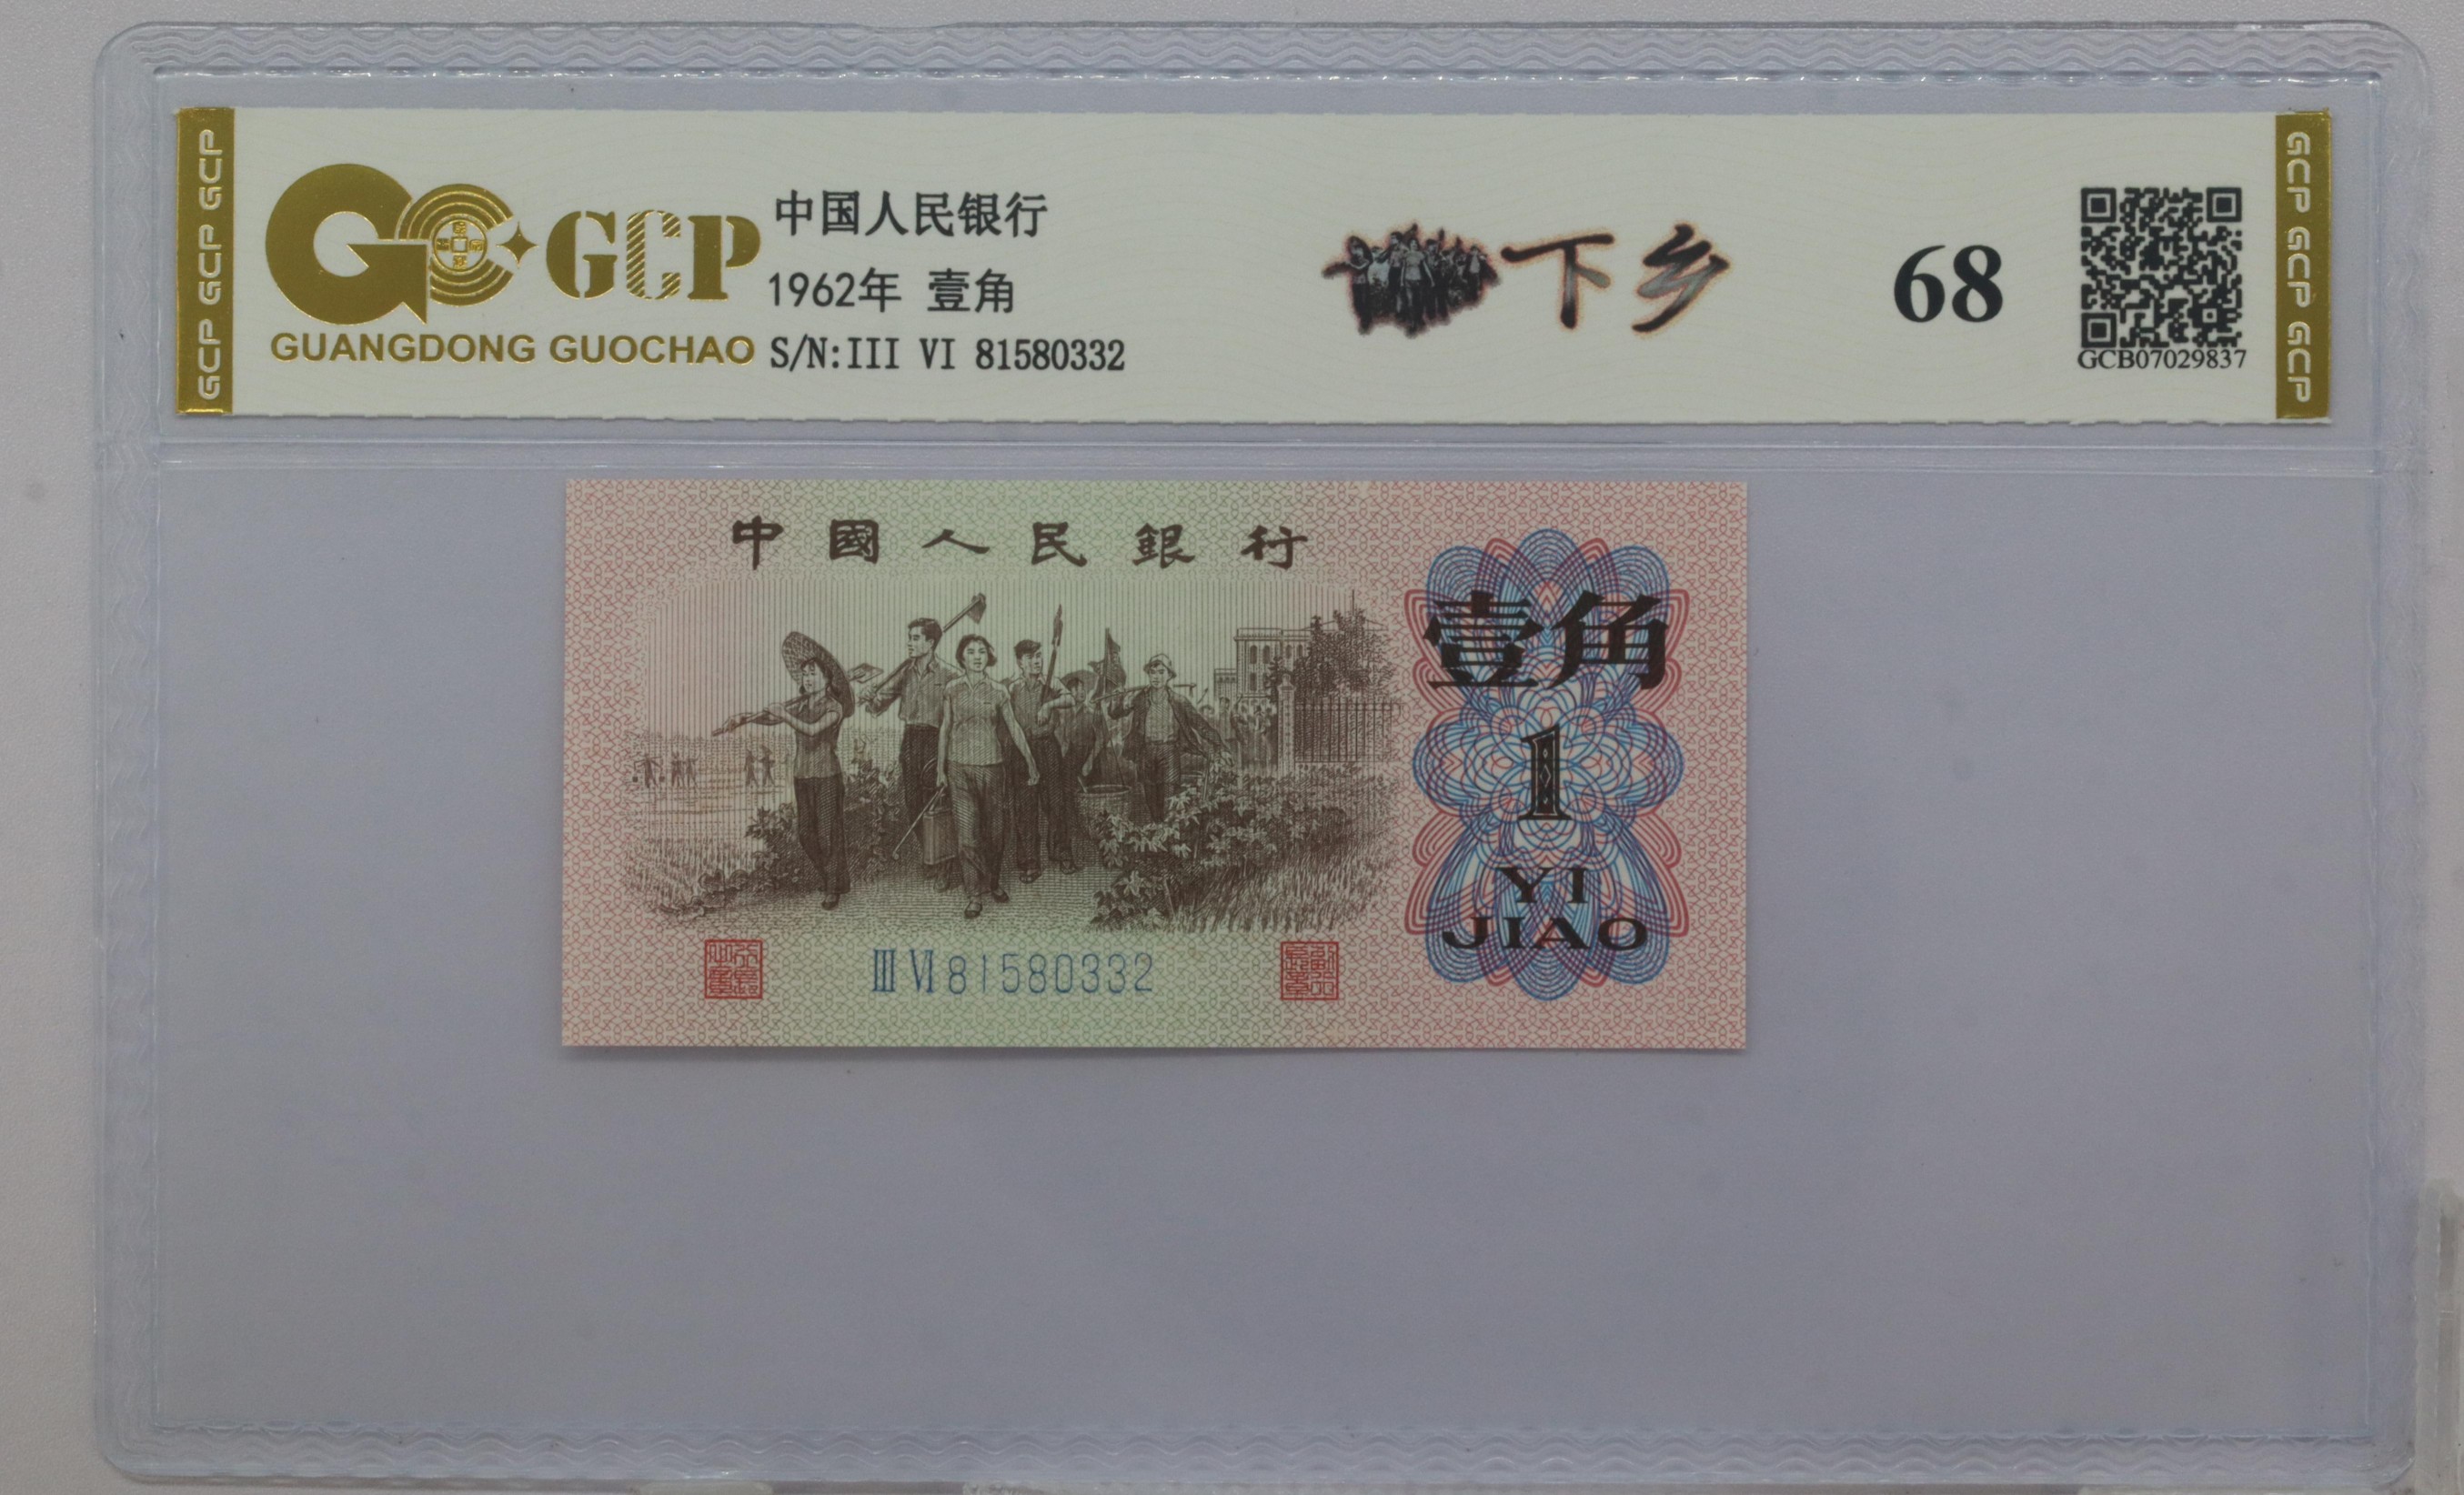 GCP GCP GCP
GCP
GUANGDONG GUOCHAO
中国人民银行
1962年 壹角
S/N:III VI 81580332
下乡
68
GCB07029837
GCP GCP GCP
中國人民銀行
壹角
1
YI
JIAO
III VI 81580332